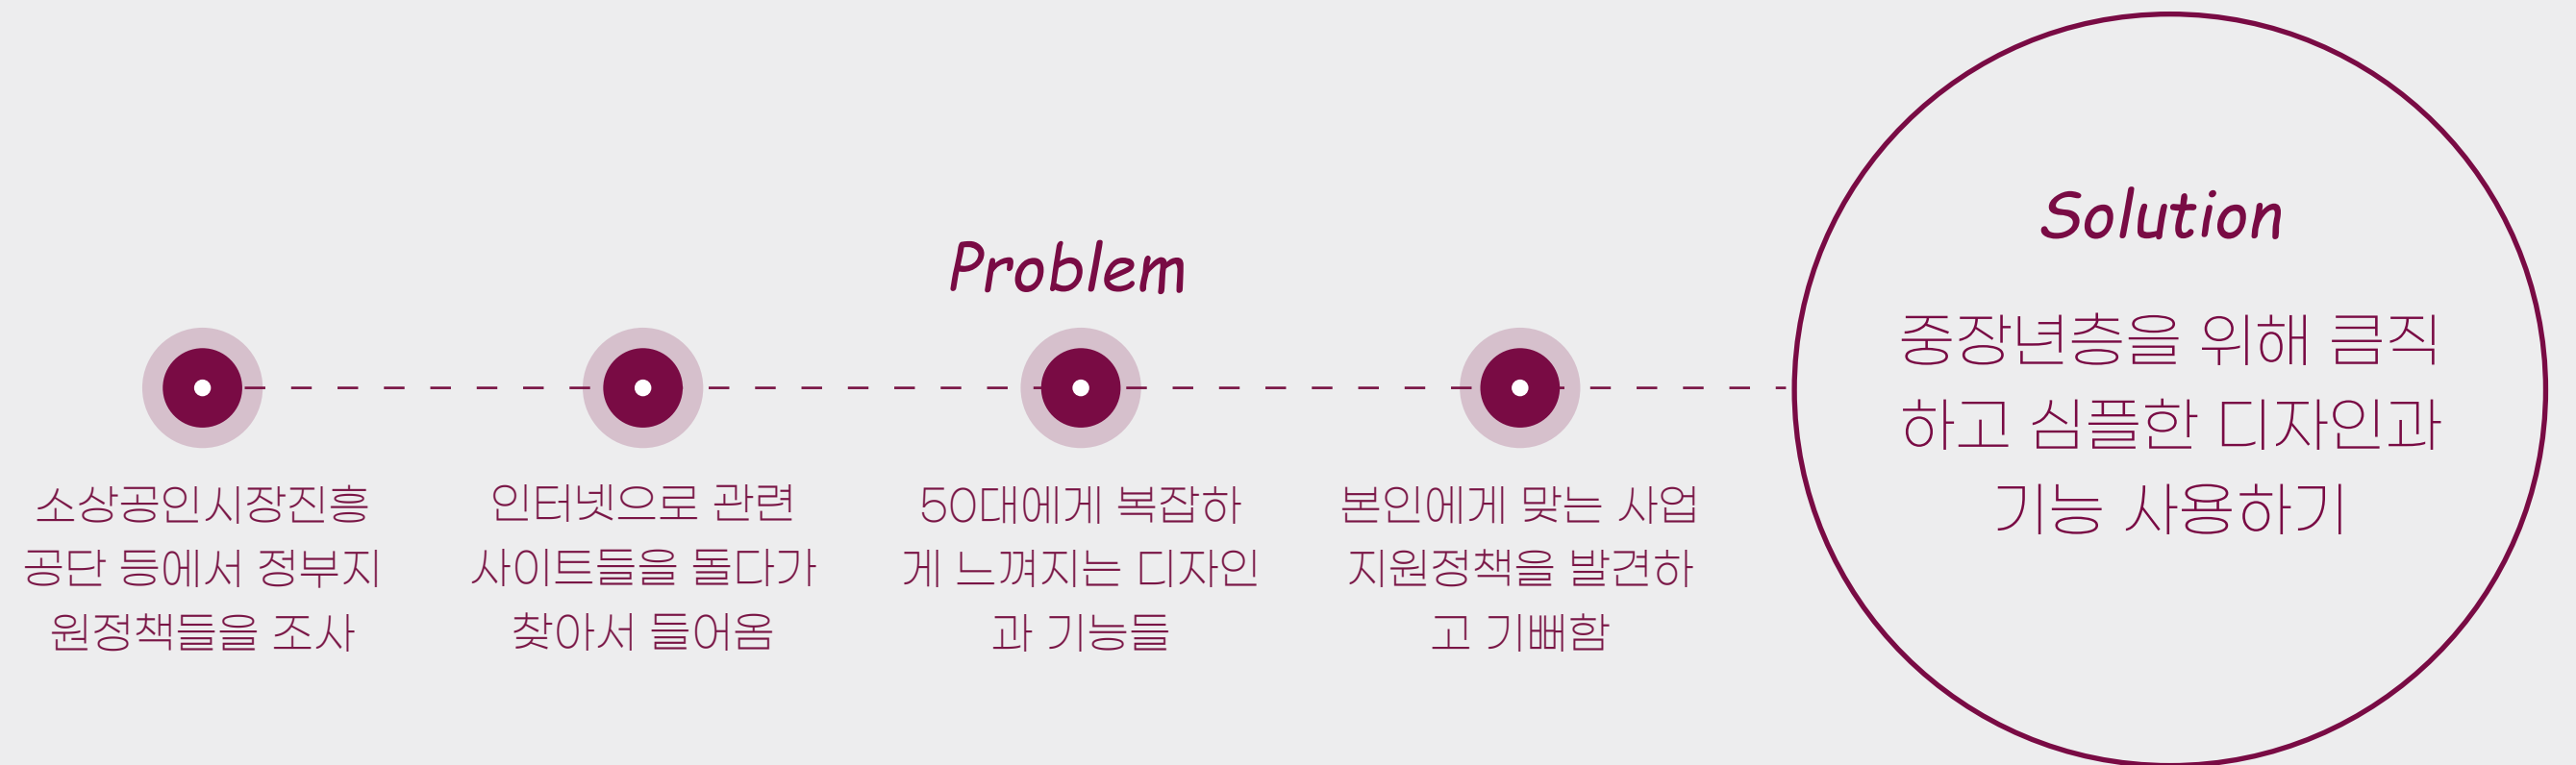 소상공인시장진흥
공단 등에서 정부지
원정책들을 조사
인터넷으로 관련
사이트들을 돌다가
찾아서 들어옴
Problem
50대에게 복잡하
게 느껴지는 디자인
과 기능들
본인에게 맞는 사업
지원정책을 발견하
고 기뻐함
Solution
중장년층을 위해 큼직
하고 심플한 디자인과
기능 사용하기